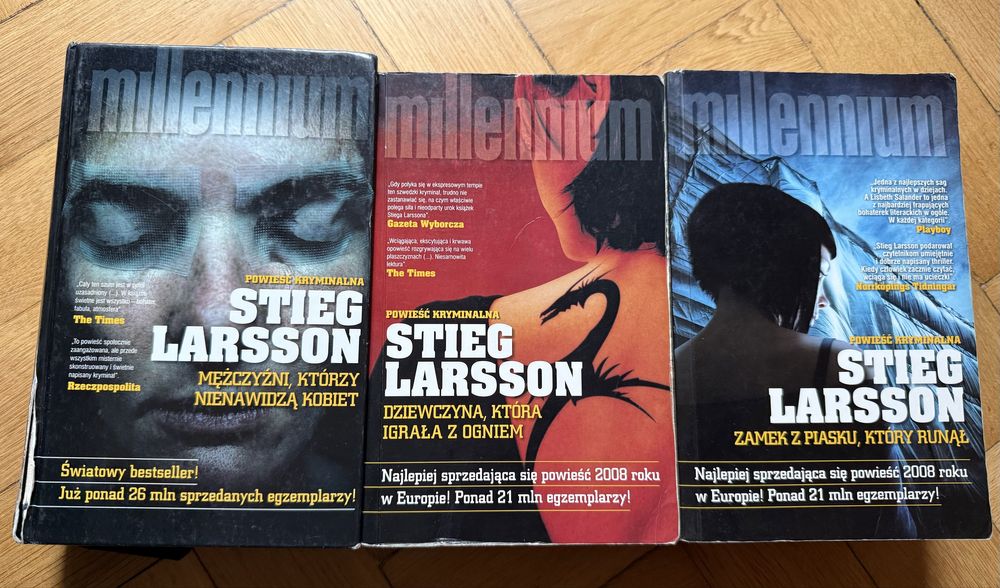 millennium
„Cały ten szum jest w pełni
uzasadniony (...). W książce
świetne jest wszystko – bohater,
fabuła, atmosfera”
The Times
„To powieść społecznie
zaangażowana, ale przede
wszystkim misternie
skonstruowany i świetnie
napisany kryminał”.
Rzeczpospolita
POWIEŚĆ KRYMINALNA
STIEG
LARSSON
MĘŻCZYŹNI, KTÓRZY
NIENAWIDZĄ KOBIET
Światowy bestseller!
Już ponad 26 mln sprzedanych egzemplarzy!
millennium
„Gdy połyka się w ekspresowym tempie
ten szwedzki kryminał, trudno nie
zastanawiać się, na czym właściwie
polega siła i nieodparty urok książek
Stiega Larssona”.
Gazeta Wyborcza
„Wciągająca, ekscytująca i krwawa
opowieść rozgrywająca się na wielu
płaszczyznach (...). Niesamowita
lektura”
The Times
POWIEŚĆ KRYMINALNA
STIEG
LARSSON
DZIEWCZYNA, KTÓRA
IGRAŁA Z OGNIEM
Najlepiej sprzedająca się powieść 2008 roku
w Europie! Ponad 21 mln egzemplarzy!
millennium
„Jedna z najlepszych sag
kryminalnych w dziejach.
A Lisbeth Salander to jedna
z najbardziej frapujących
bohaterek literackich w ogóle.
W każdej kategorii”.
Playboy
„Stieg Larsson podarował
czytelnikom umiejętnie
i dobrze napisany thriller.
Kiedy człowiek zacznie czytać,
wciąga się i nie ma ucieczki”.
Norrköpings Tidningar
POWIEŚĆ KRYMINALNA
STIEG
LARSSON
ZAMEK Z PIASKU, KTÓRY RUNĄŁ
Najlepiej sprzedająca się powieść 2008 roku
w Europie! Ponad 21 mln egzemplarzy!